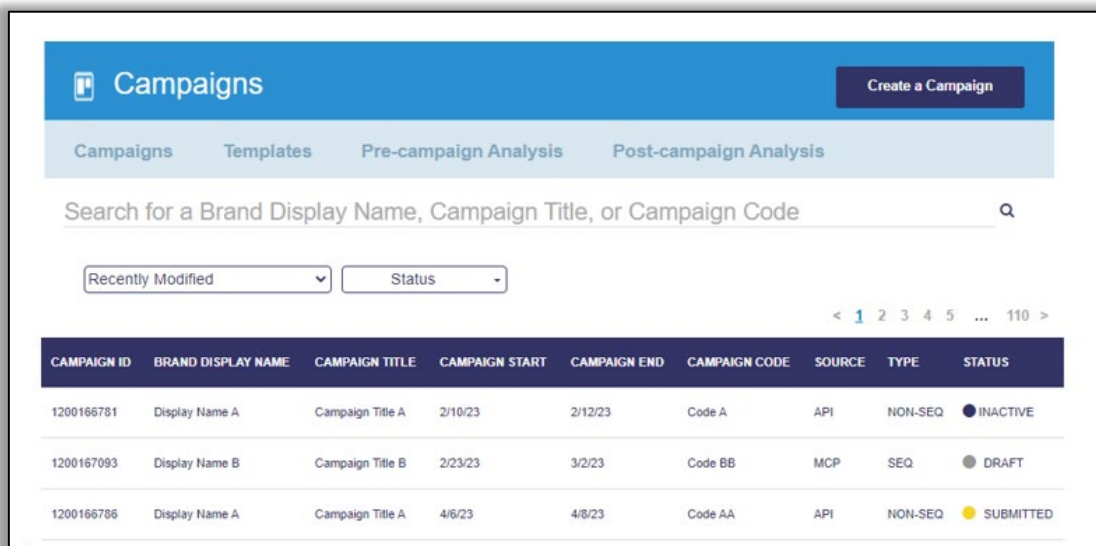 Campaigns Create a Campaign
Campaigns Templates Pre-campaign Analysis Post-campaign Analysis
Search for a Brand Display Name, Campaign Title, or Campaign Code
Recently Modified Status
< 1 2 3 4 5 ... 110 >
CAMPAIGN ID BRAND DISPLAY NAME CAMPAIGN TITLE CAMPAIGN START CAMPAIGN END CAMPAIGN CODE SOURCE TYPE STATUS
1200166781 Display Name A Campaign Title A 2/10/23 2/12/23 Code A API NON-SEQ INACTIVE
1200167093 Display Name B Campaign Title B 2/23/23 3/2/23 Code BB MCP SEQ DRAFT
1200166786 Display Name A Campaign Title A 4/6/23 4/8/23 Code AA API NON-SEQ SUBMITTED